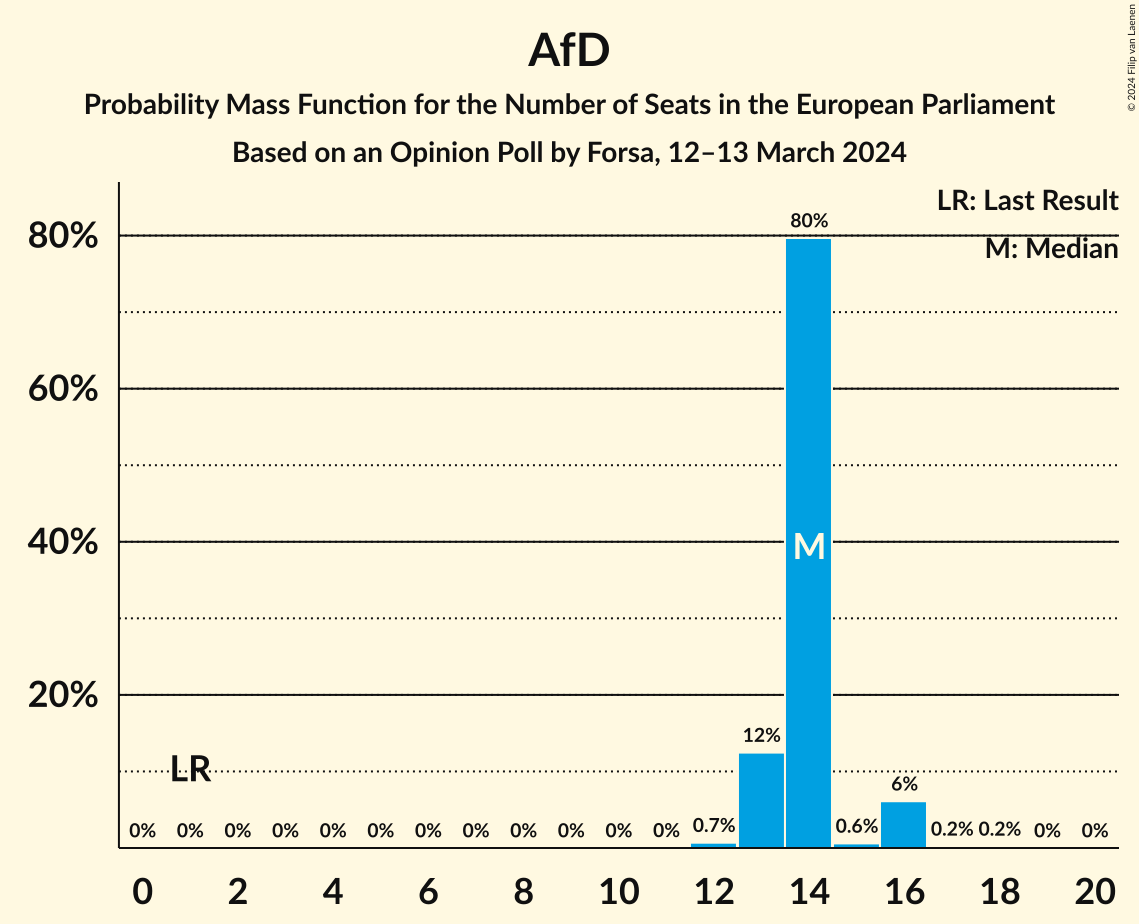 AfD
Probability Mass Function for the Number of Seats in the European Parliament
Based on an Opinion Poll by Forsa, 12–13 March 2024
© 2024 Filip van Laenen
LR: Last Result
M: Median
80%
60%
40%
20%
80%
M
12%
LR
6%
0% 0% 0% 0% 0% 0% 0% 0% 0% 0% 0% 0% 0.7% 0.6% 0.2% 0.2% 0% 0%
0 2 4 6 8 10 12 14 16 18 20